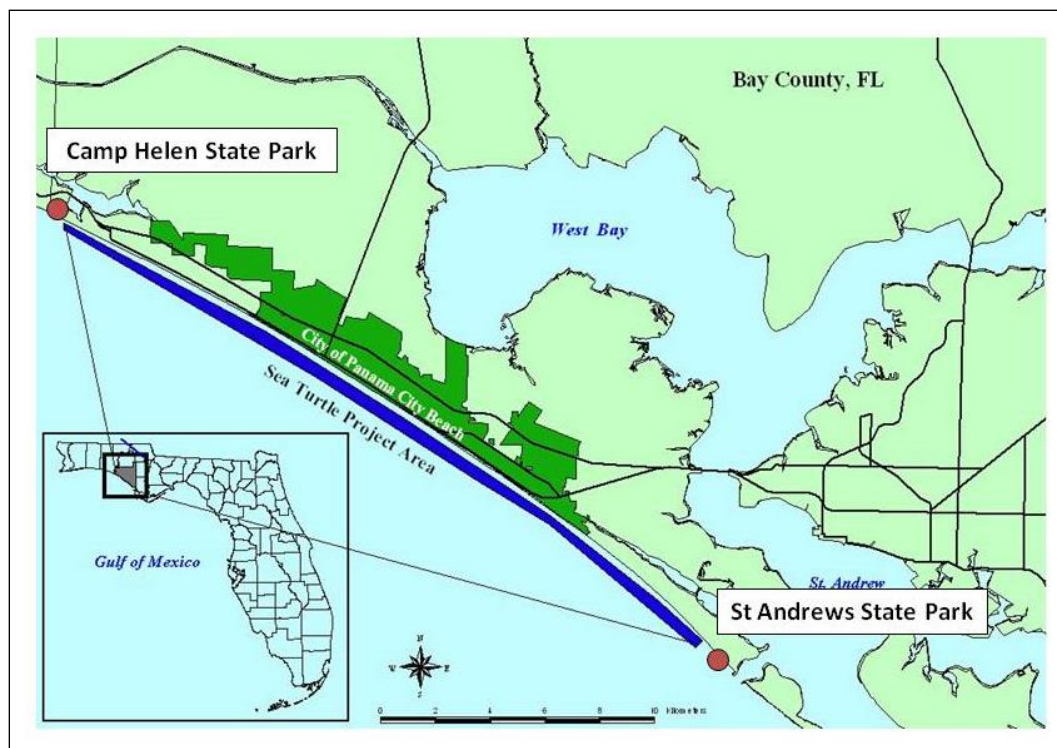 Bay County, FL
Camp Helen State Park
West Bay
City of Panama City Beach
Sea Turtle Project Area
Gulf of Mexico
St. Andrew
St Andrews State Park
N
W E
S
0 2 4 6 8 10 Kilometers